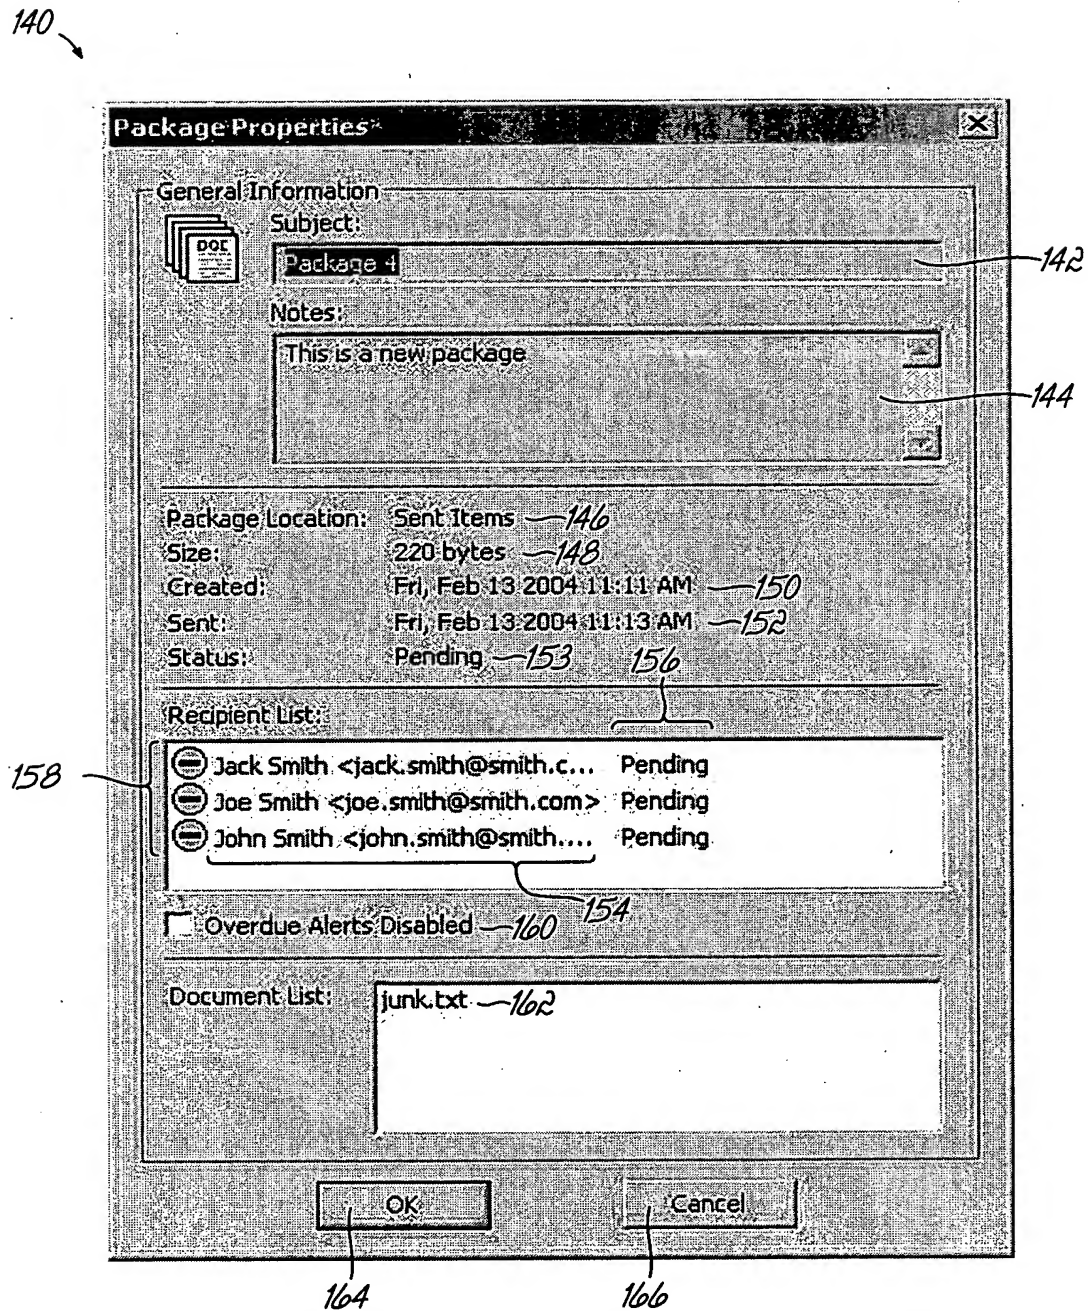 140
Package Properties
General Information
DOC
Subject:
Package 4
142
Notes:
This is a new package
144
Package Location: Sent Items 146
Size: 220 bytes 148
Created: Fri, Feb 13 2004 11:11 AM 150
Sent: Fri, Feb 13 2004 11:13 AM 152
Status: Pending 153 156
Recipient List:
158
Jack Smith <jack.smith@smith.c... Pending
Joe Smith <joe.smith@smith.com> Pending
John Smith <john.smith@smith.... Pending
154
Overdue Alerts Disabled 160
Document List: junk.txt 162
OK Cancel
164 166